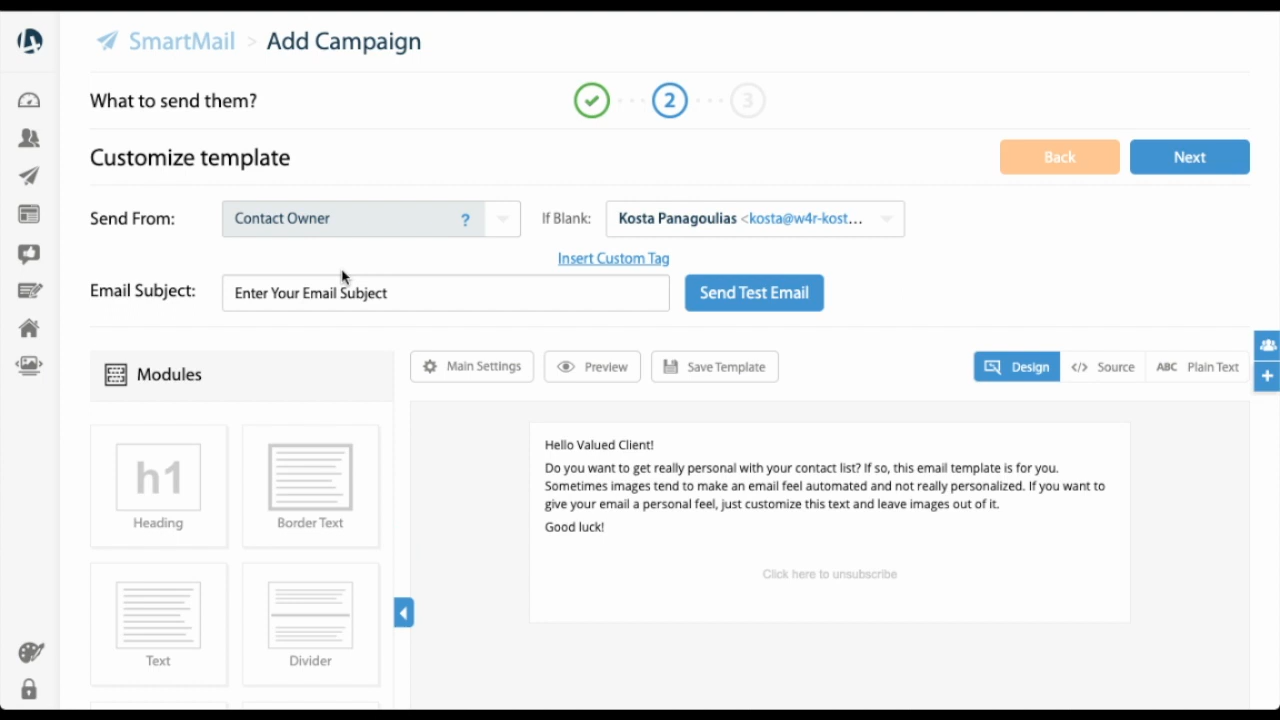 SmartMail > Add Campaign
What to send them?
2
3
Customize template
Back
Next
Send From:
Contact Owner
?
If Blank:
Kosta Panagoulias <kosta@w4r-kost...
Insert Custom Tag
Email Subject:
Enter Your Email Subject
Send Test Email
Modules
Main Settings
Preview
Save Template
Design
</> Source
ABC Plain Text
h1
Heading
Border Text
Text
Divider
Hello Valued Client!
Do you want to get really personal with your contact list? If so, this email template is for you.
Sometimes images tend to make an email feel automated and not really personalized. If you want to
give your email a personal feel, just customize this text and leave images out of it.
Good luck!
Click here to unsubscribe